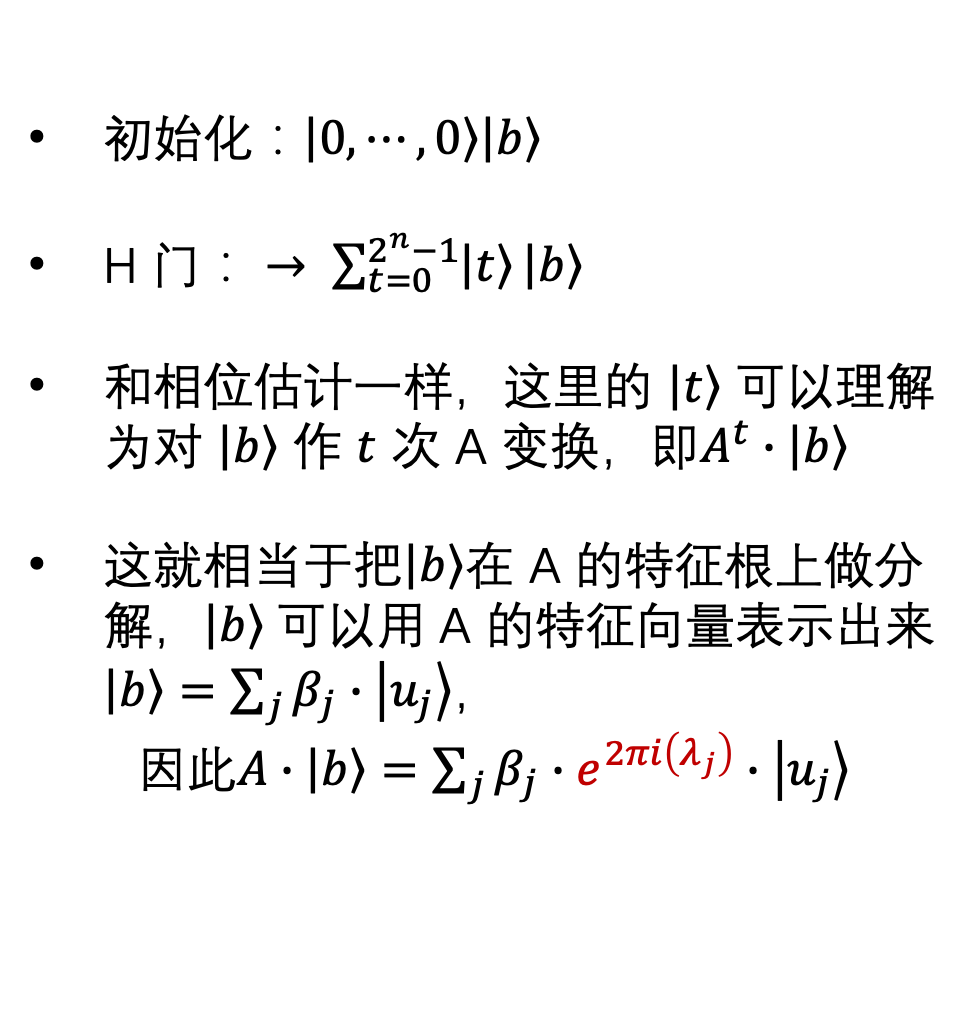 • 初始化：|0, ⋯ , 0⟩|b⟩
• H 门： → ∑_{t=0}^{2^n−1}|t⟩ |b⟩
• 和相位估计一样，这里的 |t⟩ 可以理解
为对 |b⟩ 作 t 次 A 变换，即A^t · |b⟩
• 这就相当于把|b⟩在 A 的特征根上做分
解，|b⟩ 可以用 A 的特征向量表示出来
|b⟩ = ∑_j β_j · |u_j⟩,
因此A · |b⟩ = ∑_j β_j · e^{2πi(λ_j)} · |u_j⟩